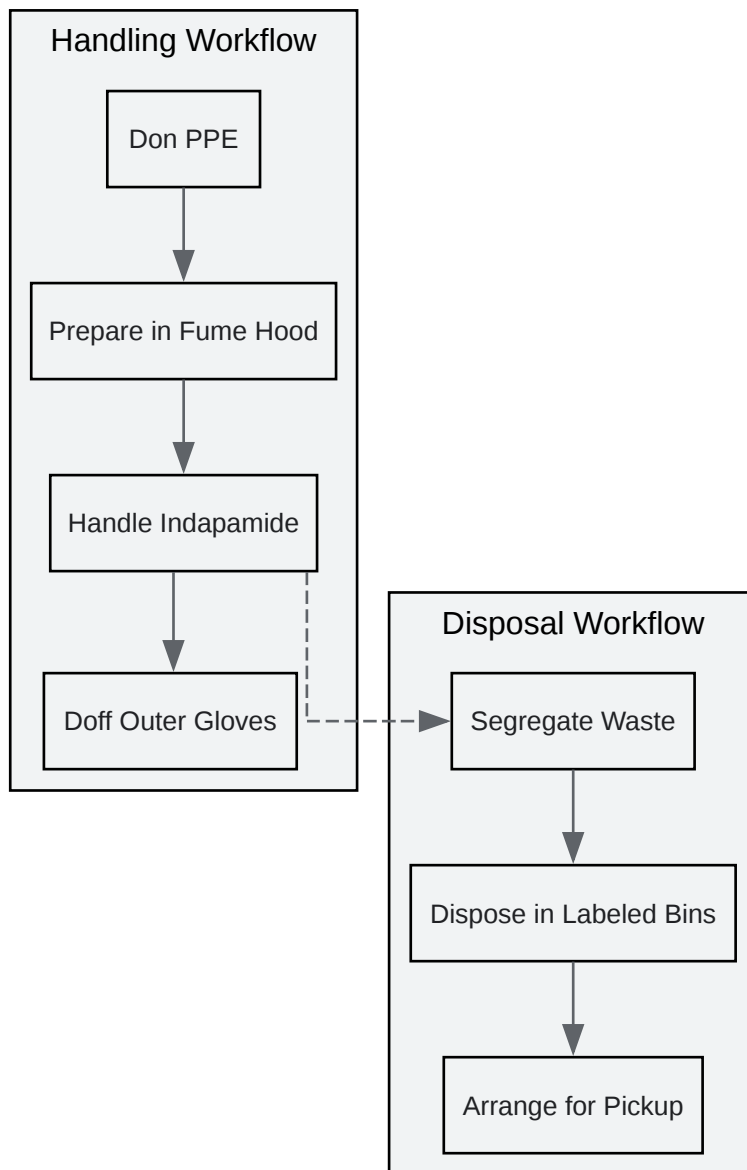 Handling Workflow
Don PPE
Prepare in Fume Hood
Handle Indapamide
Doff Outer Gloves
Disposal Workflow
Segregate Waste
Dispose in Labeled Bins
Arrange for Pickup